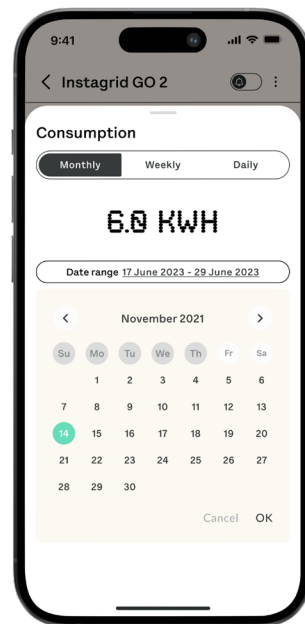 9:41
Instagrid GO 2
Consumption
Monthly Weekly Daily
6.0 KWH
Date range 17 June 2023 - 29 June 2023
November 2021
Su Mo Tu We Th Fr Sa
1 2 3 4 5 6
7 8 9 10 11 12 13
14 15 16 17 18 19 20
21 22 23 24 25 26 27
28 29 30
Cancel OK